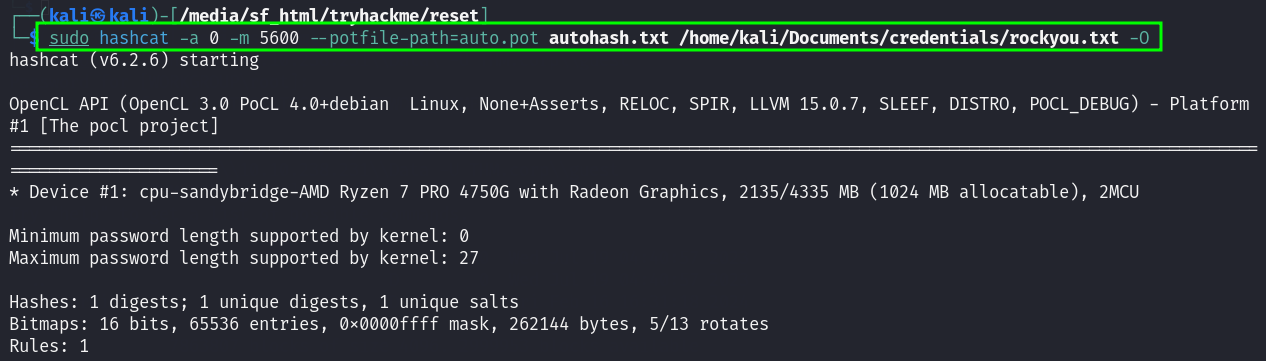 ┌──(kali㉿kali)-[/media/sf_html/tryhackme/reset]
└─$ sudo hashcat -a 0 -m 5600 --potfile-path=auto.pot autohash.txt /home/kali/Documents/credentials/rockyou.txt -O
hashcat (v6.2.6) starting

OpenCL API (OpenCL 3.0 PoCL 4.0+debian  Linux, None+Asserts, RELOC, SPIR, LLVM 15.0.7, SLEEF, DISTRO, POCL_DEBUG) - Platform
#1 [The pocl project]
============================================================================================================================
=====================
* Device #1: cpu-sandybridge-AMD Ryzen 7 PRO 4750G with Radeon Graphics, 2135/4335 MB (1024 MB allocatable), 2MCU

Minimum password length supported by kernel: 0
Maximum password length supported by kernel: 27

Hashes: 1 digests; 1 unique digests, 1 unique salts
Bitmaps: 16 bits, 65536 entries, 0x0000ffff mask, 262144 bytes, 5/13 rotates
Rules: 1